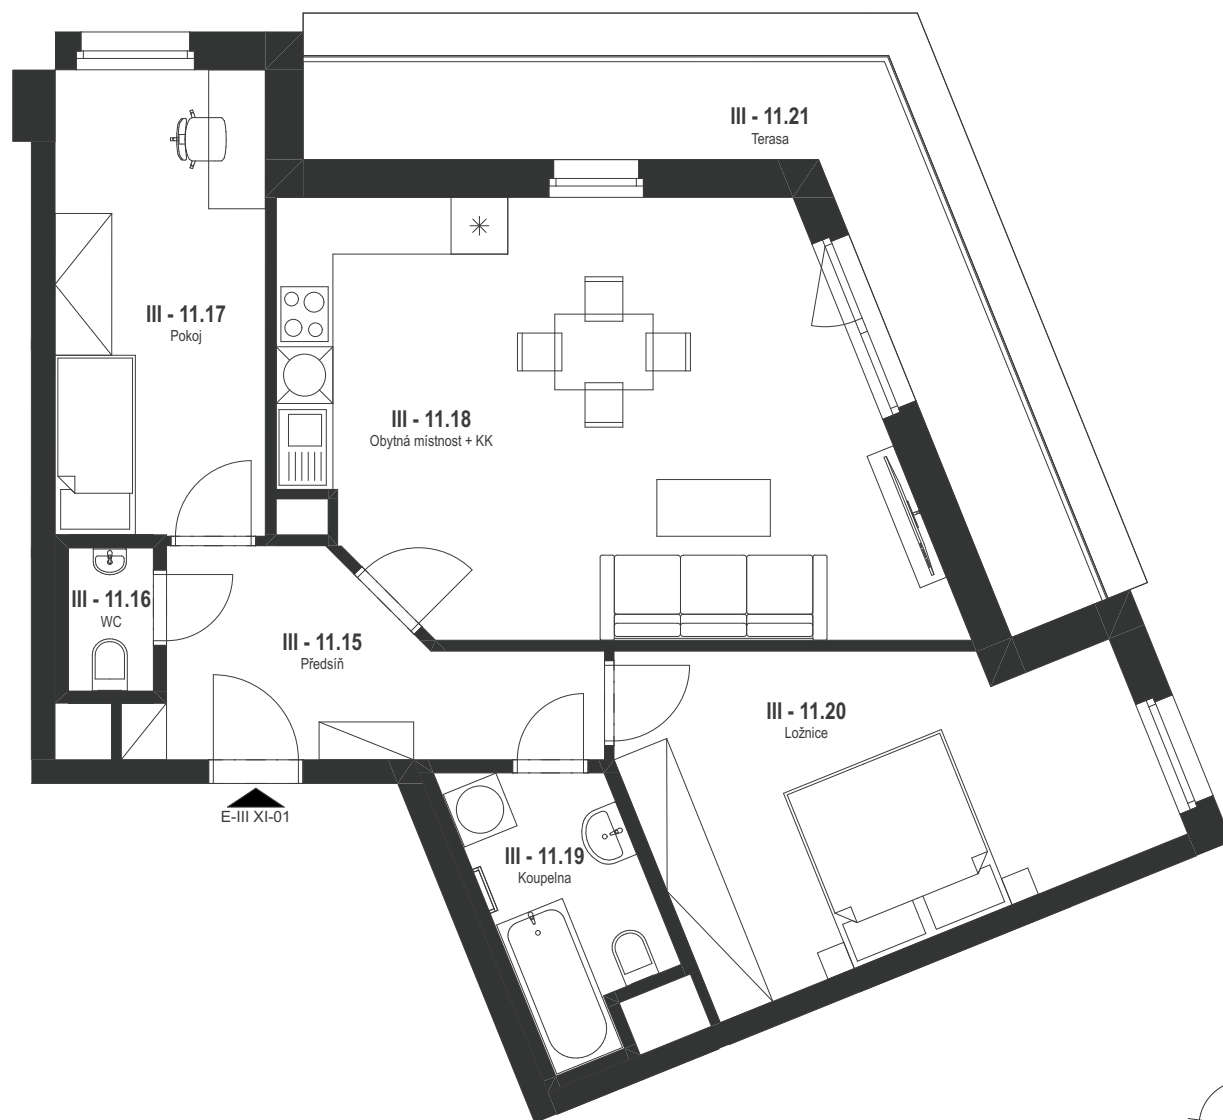 III - 11.21
Terasa
III - 11.17
Pokoj
III - 11.18
Obytná místnost + KK
III - 11.16
WC
III - 11.15
Předsíň
III - 11.20
Ložnice
E-III XI-01
III - 11.19
Koupelna